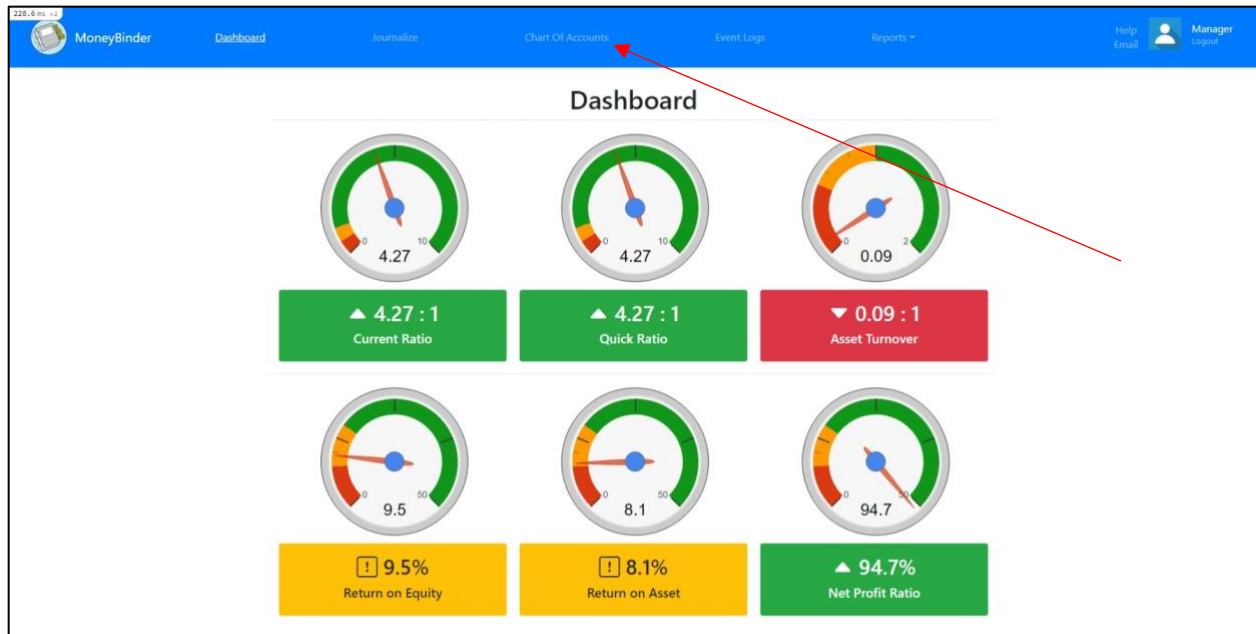 228.6 ms ×1
MoneyBinder
Dashboard
Journalize
Chart Of Accounts
Event Logs
Reports
Help
Email
Manager
Logout
Dashboard
0 10
4.27
0 10
4.27
0 2
0.09
4.27 : 1
Current Ratio
4.27 : 1
Quick Ratio
0.09 : 1
Asset Turnover
0 50
9.5
0 50
8.1
0 50
94.7
! 9.5%
Return on Equity
! 8.1%
Return on Asset
94.7%
Net Profit Ratio